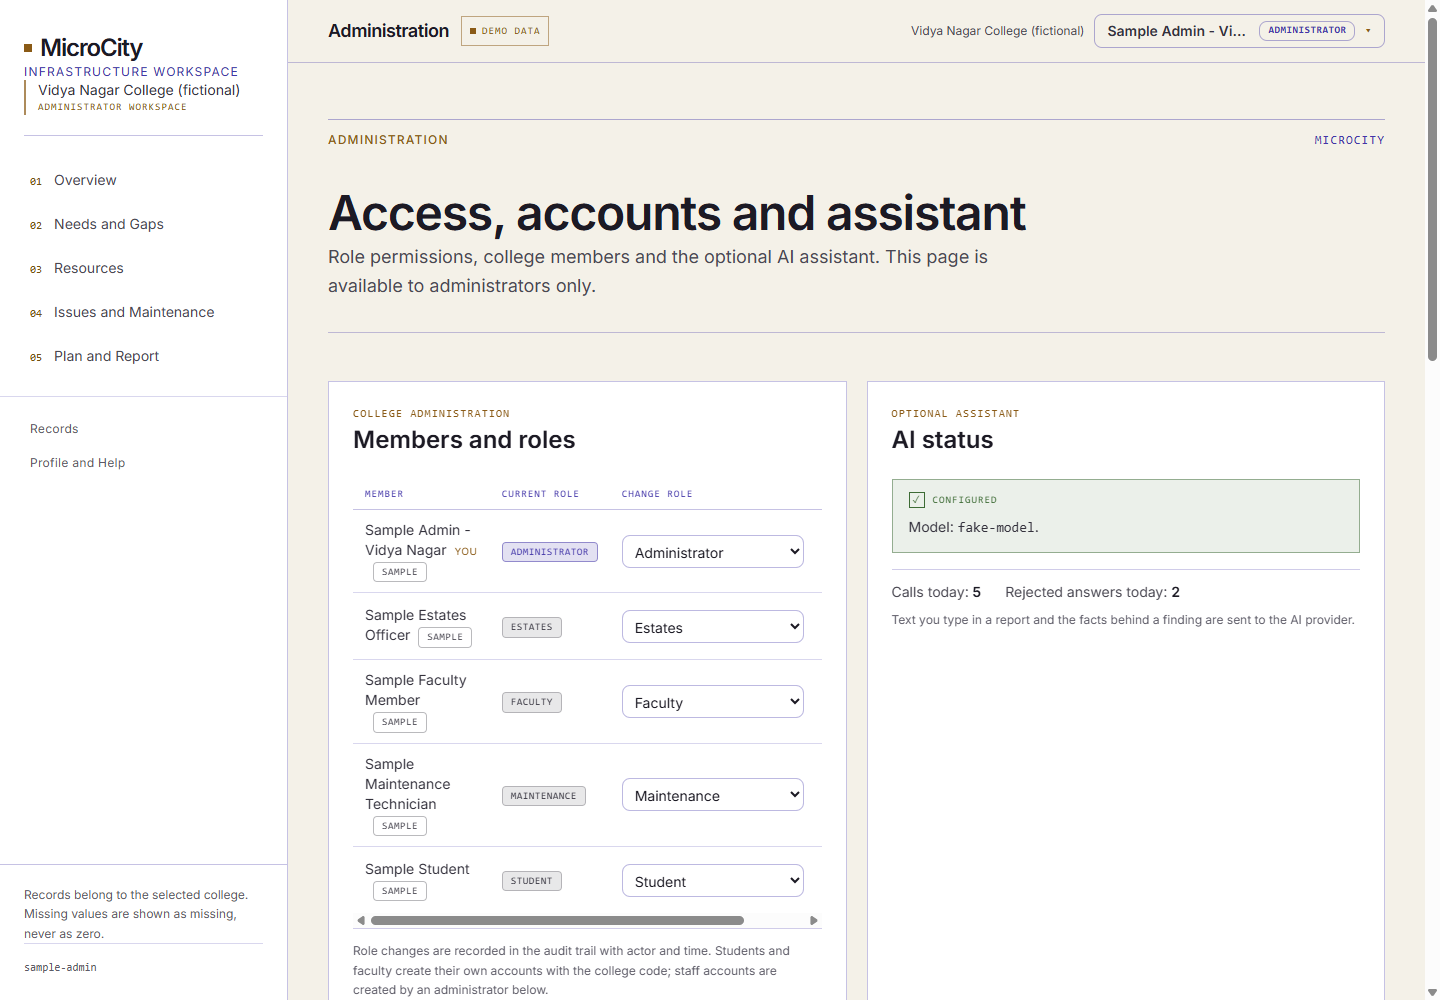 MicroCity
INFRASTRUCTURE WORKSPACE
Vidya Nagar College (fictional)
ADMINISTRATOR WORKSPACE
01 Overview
02 Needs and Gaps
03 Resources
04 Issues and Maintenance
05 Plan and Report
Records
Profile and Help
Records belong to the selected college.
Missing values are shown as missing,
never as zero.
sample-admin
Administration
DEMO DATA
Vidya Nagar College (fictional)
Sample Admin - Vi...
ADMINISTRATOR
ADMINISTRATION
MICROCITY
Access, accounts and assistant
Role permissions, college members and the optional AI assistant. This page is
available to administrators only.
COLLEGE ADMINISTRATION
Members and roles
MEMBER CURRENT ROLE CHANGE ROLE
Sample Admin -
Vidya Nagar YOU
SAMPLE
ADMINISTRATOR
Administrator
Sample Estates
Officer SAMPLE
ESTATES
Estates
Sample Faculty
Member
SAMPLE
FACULTY
Faculty
Sample
Maintenance
Technician
SAMPLE
MAINTENANCE
Maintenance
Sample Student
SAMPLE
STUDENT
Student
Role changes are recorded in the audit trail with actor and time. Students and
faculty create their own accounts with the college code; staff accounts are
created by an administrator below.
OPTIONAL ASSISTANT
AI status
✓ CONFIGURED
Model: fake-model.
Calls today: 5 Rejected answers today: 2
Text you type in a report and the facts behind a finding are sent to the AI provider.